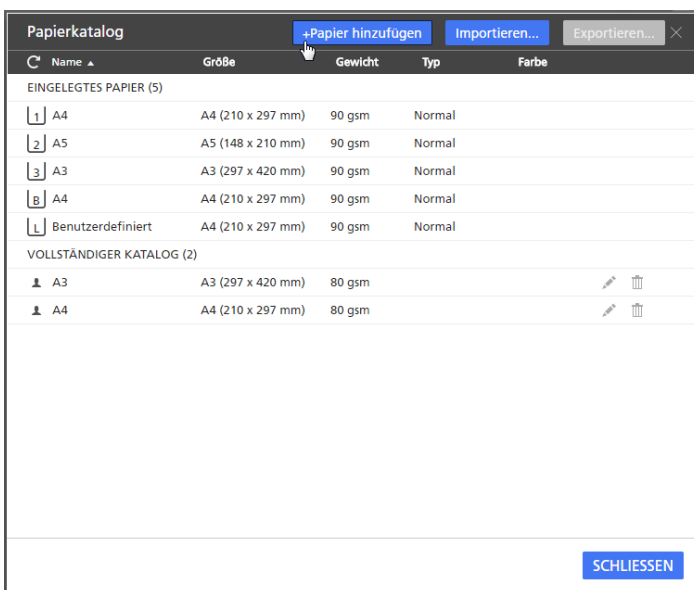 Papierkatalog +Papier hinzufügen Importieren... Exportieren...
Name Größe Gewicht Typ Farbe
EINGELEGTES PAPIER (5)
1 A4 A4 (210 x 297 mm) 90 gsm Normal
2 A5 A5 (148 x 210 mm) 90 gsm Normal
3 A3 A3 (297 x 420 mm) 90 gsm Normal
B A4 A4 (210 x 297 mm) 90 gsm Normal
L Benutzerdefiniert A4 (210 x 297 mm) 90 gsm Normal
VOLLSTÄNDIGER KATALOG (2)
A3 A3 (297 x 420 mm) 80 gsm
A4 A4 (210 x 297 mm) 80 gsm
SCHLIESSEN